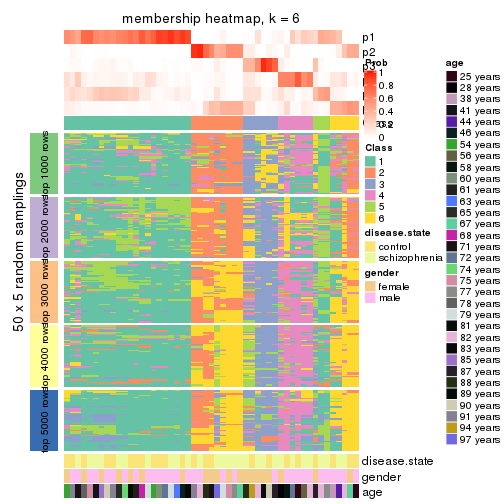 membership heatmap, k = 6
p1
p2
Prob
1
0.8
0.6
0.4
0
Class
1
2
3
4
5
6
disease.state
control
schizophrenia
gender
female
male
age
25 years
28 years
38 years
41 years
44 years
46 years
54 years
56 years
58 years
60 years
61 years
63 years
65 years
67 years
68 years
71 years
72 years
74 years
75 years
77 years
78 years
79 years
81 years
82 years
83 years
85 years
87 years
88 years
89 years
90 years
91 years
94 years
97 years
50 x 5 random samplings
top 1000 rows
top 2000 rows
top 3000 rows
top 4000 rows
top 5000 rows
disease.state
gender
age